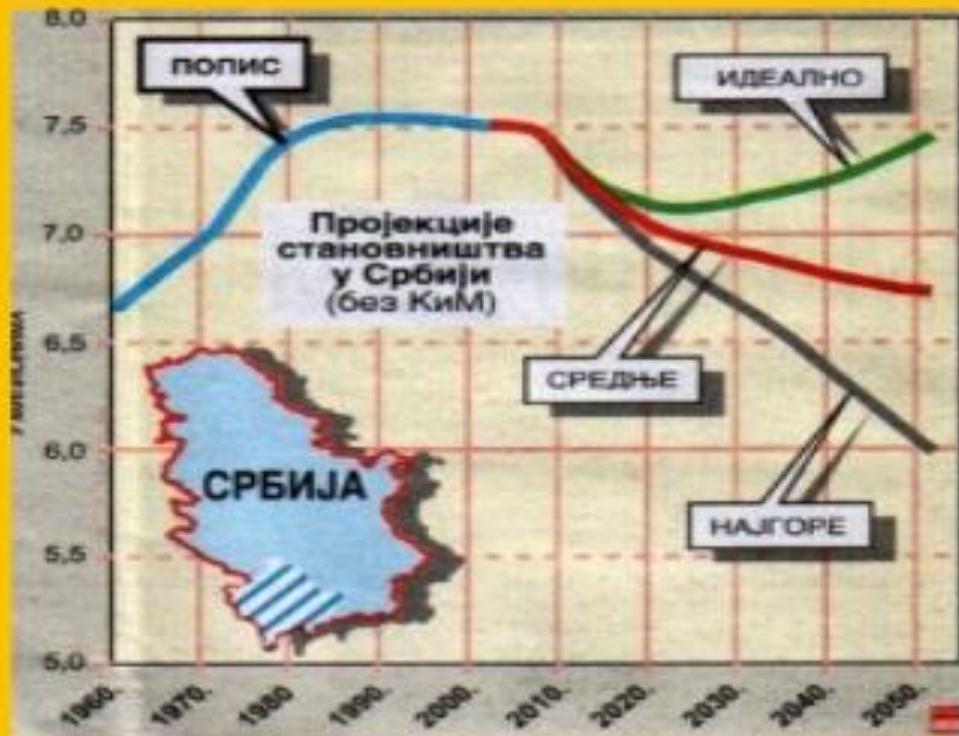 8,0
ПОПИС
ИДЕАЛНО
7,5
7,0
Пројекције
становништва
у Србији
(без КиМ)
6,5
СРЕДЊЕ
6,0
СРБИЈА
НАЈГОРЕ
5,5
5,0
1960. 1970. 1980 1990. 2000. 2010. 2020. 2030. 2040. 2050.